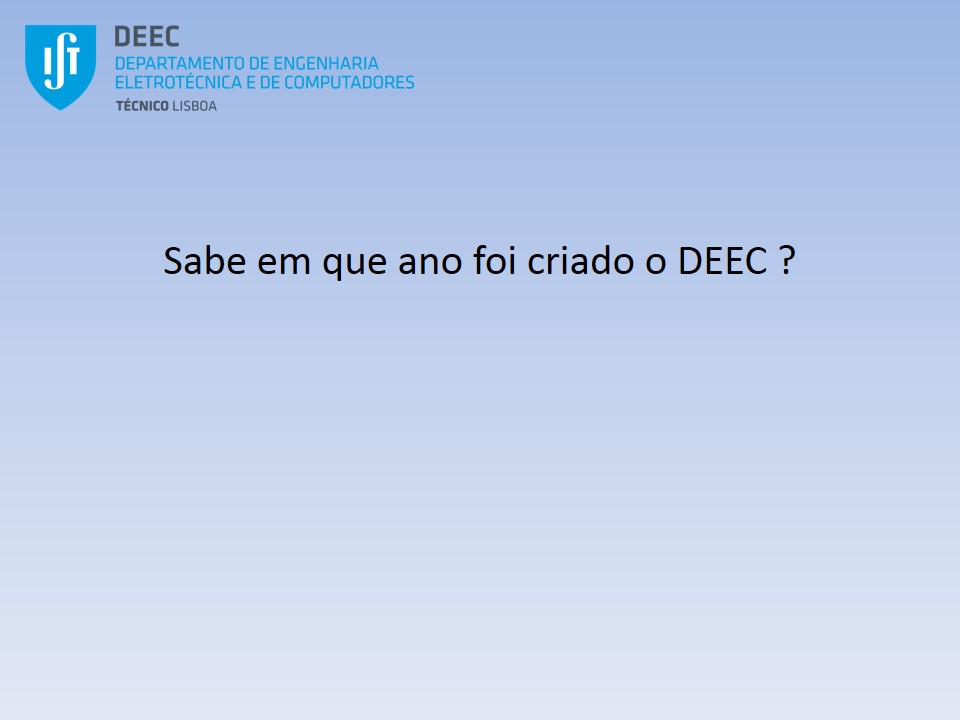 IST
DEEC
DEPARTAMENTO DE ENGENHARIA
ELETROTÉCNICA E DE COMPUTADORES
TÉCNICO LISBOA
Sabe em que ano foi criado o DEEC ?